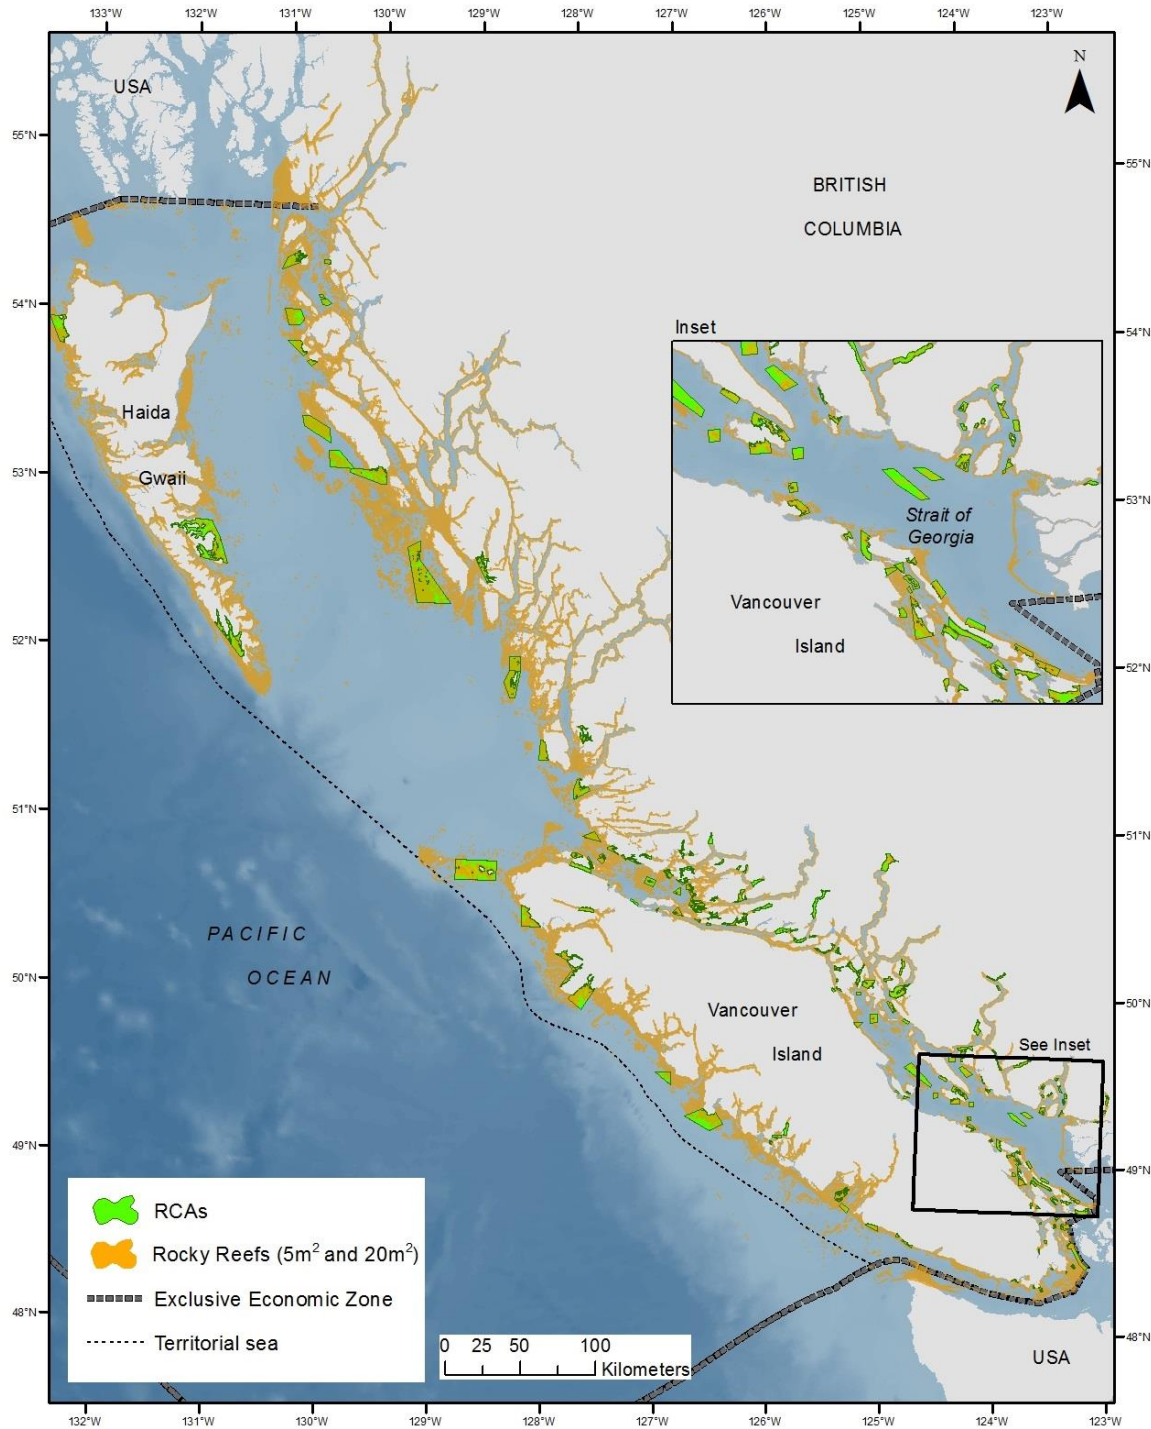 133°W 132°W 131°W 130°W 129°W 128°W 127°W 126°W 125°W 124°W 123°W
N
USA
55°N
55°N
BRITISH
COLUMBIA
54°N
54°N
Inset
Haida
Gwaii
53°N
53°N
Strait of
Georgia
Vancouver
Island
52°N
52°N
51°N
51°N
PACIFIC
OCEAN
50°N
50°N
Vancouver
Island
See Inset
49°N
49°N
RCAs
Rocky Reefs (5m² and 20m²)
Exclusive Economic Zone
Territorial sea
48°N
48°N
0 25 50 100
Kilometers
USA
132°W 131°W 130°W 129°W 128°W 127°W 126°W 125°W 124°W 123°W